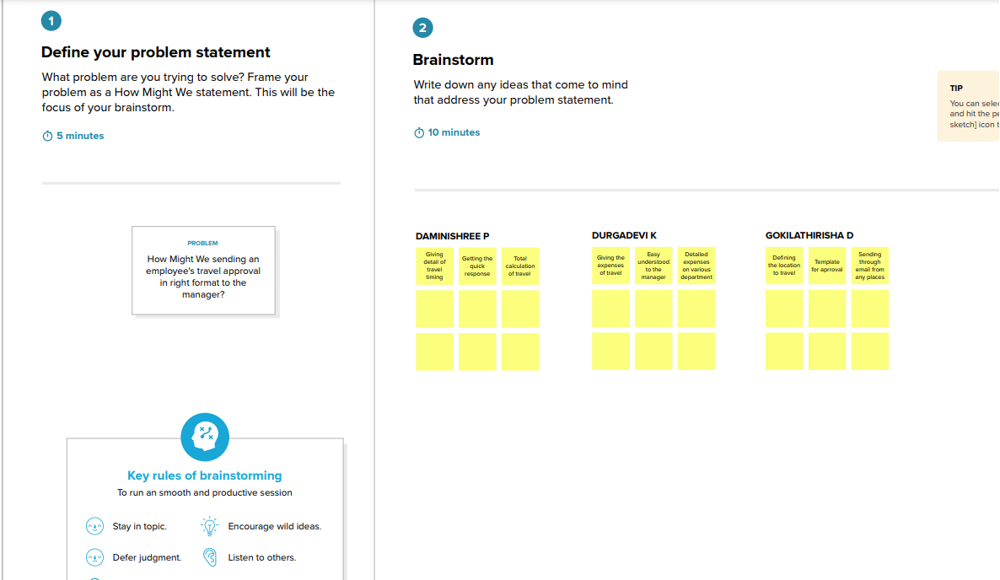 1
Define your problem statement
What problem are you trying to solve? Frame your
problem as a How Might We statement. This will be the
focus of your brainstorm.
5 minutes
PROBLEM
How Might We sending an
employee's travel approval
in right format to the
manager?
Key rules of brainstorming
To run an smooth and productive session
Stay in topic.
Encourage wild ideas.
Defer judgment.
Listen to others.
2
Brainstorm
Write down any ideas that come to mind
that address your problem statement.
10 minutes
TIP
You can selec
and hit the pe
sketch] icon t
DAMINISHREE P
Giving
detail of
travel
timing
Getting the
quick
response
Total
calculation
of travel
DURGADEVI K
Giving the
expenses
of travel
Easy
understood
to the
manager
Detailed
expenses
on various
department
GOKILATHIRISHA D
Defining
the location
to travel
Template
for aprroval
Sending
through
email from
any places